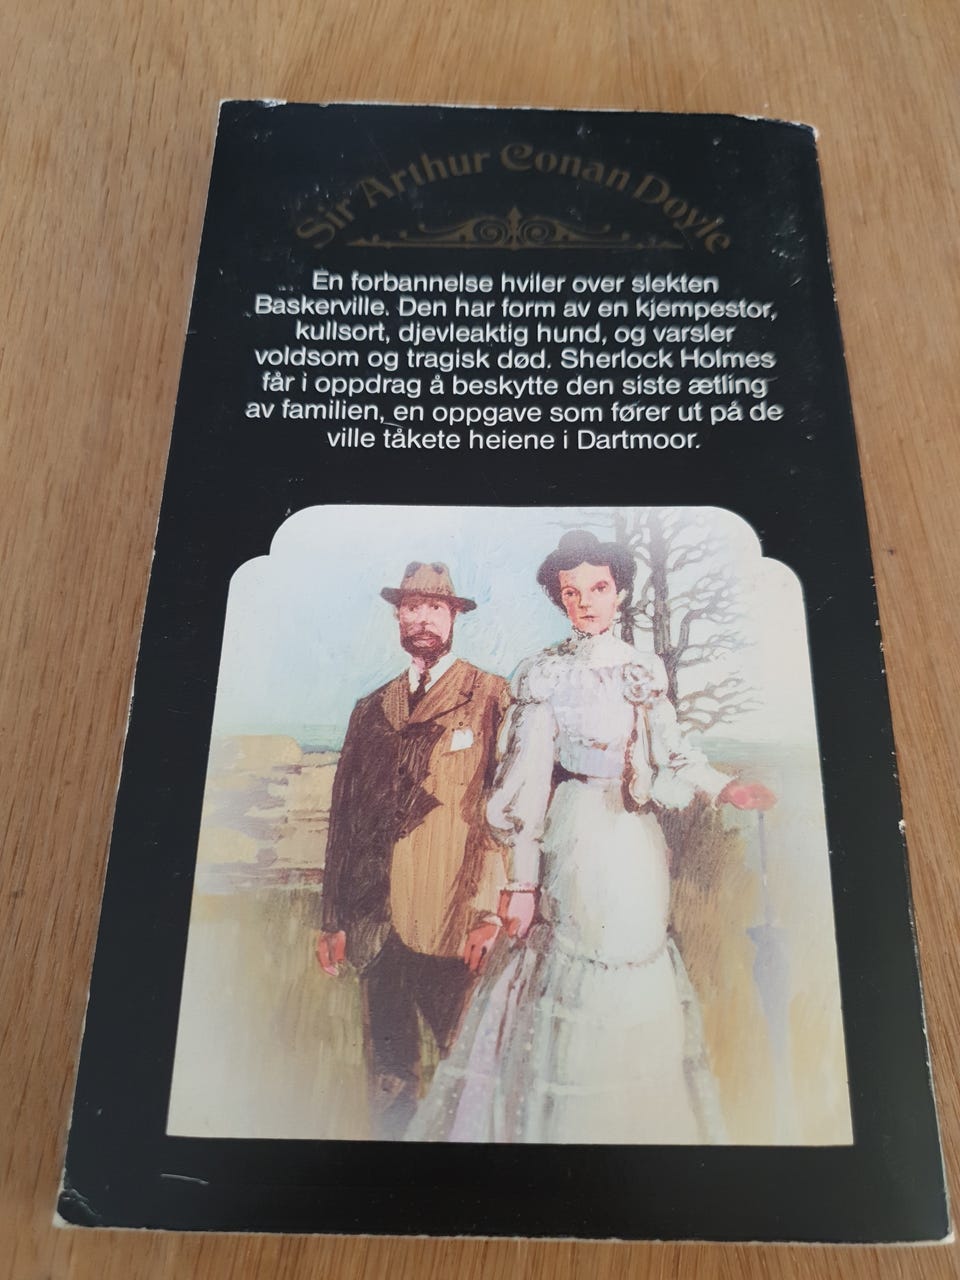 Sir Arthur Conan Doyle
En forbannelse hviler over slekten
Baskerville. Den har form av en kjempestor,
kullsort, djevleaktig hund, og varsler
voldsom og tragisk død. Sherlock Holmes
får i oppdrag å beskytte den siste ætling
av familien, en oppgave som fører ut på de
ville tåkete heiene i Dartmoor.